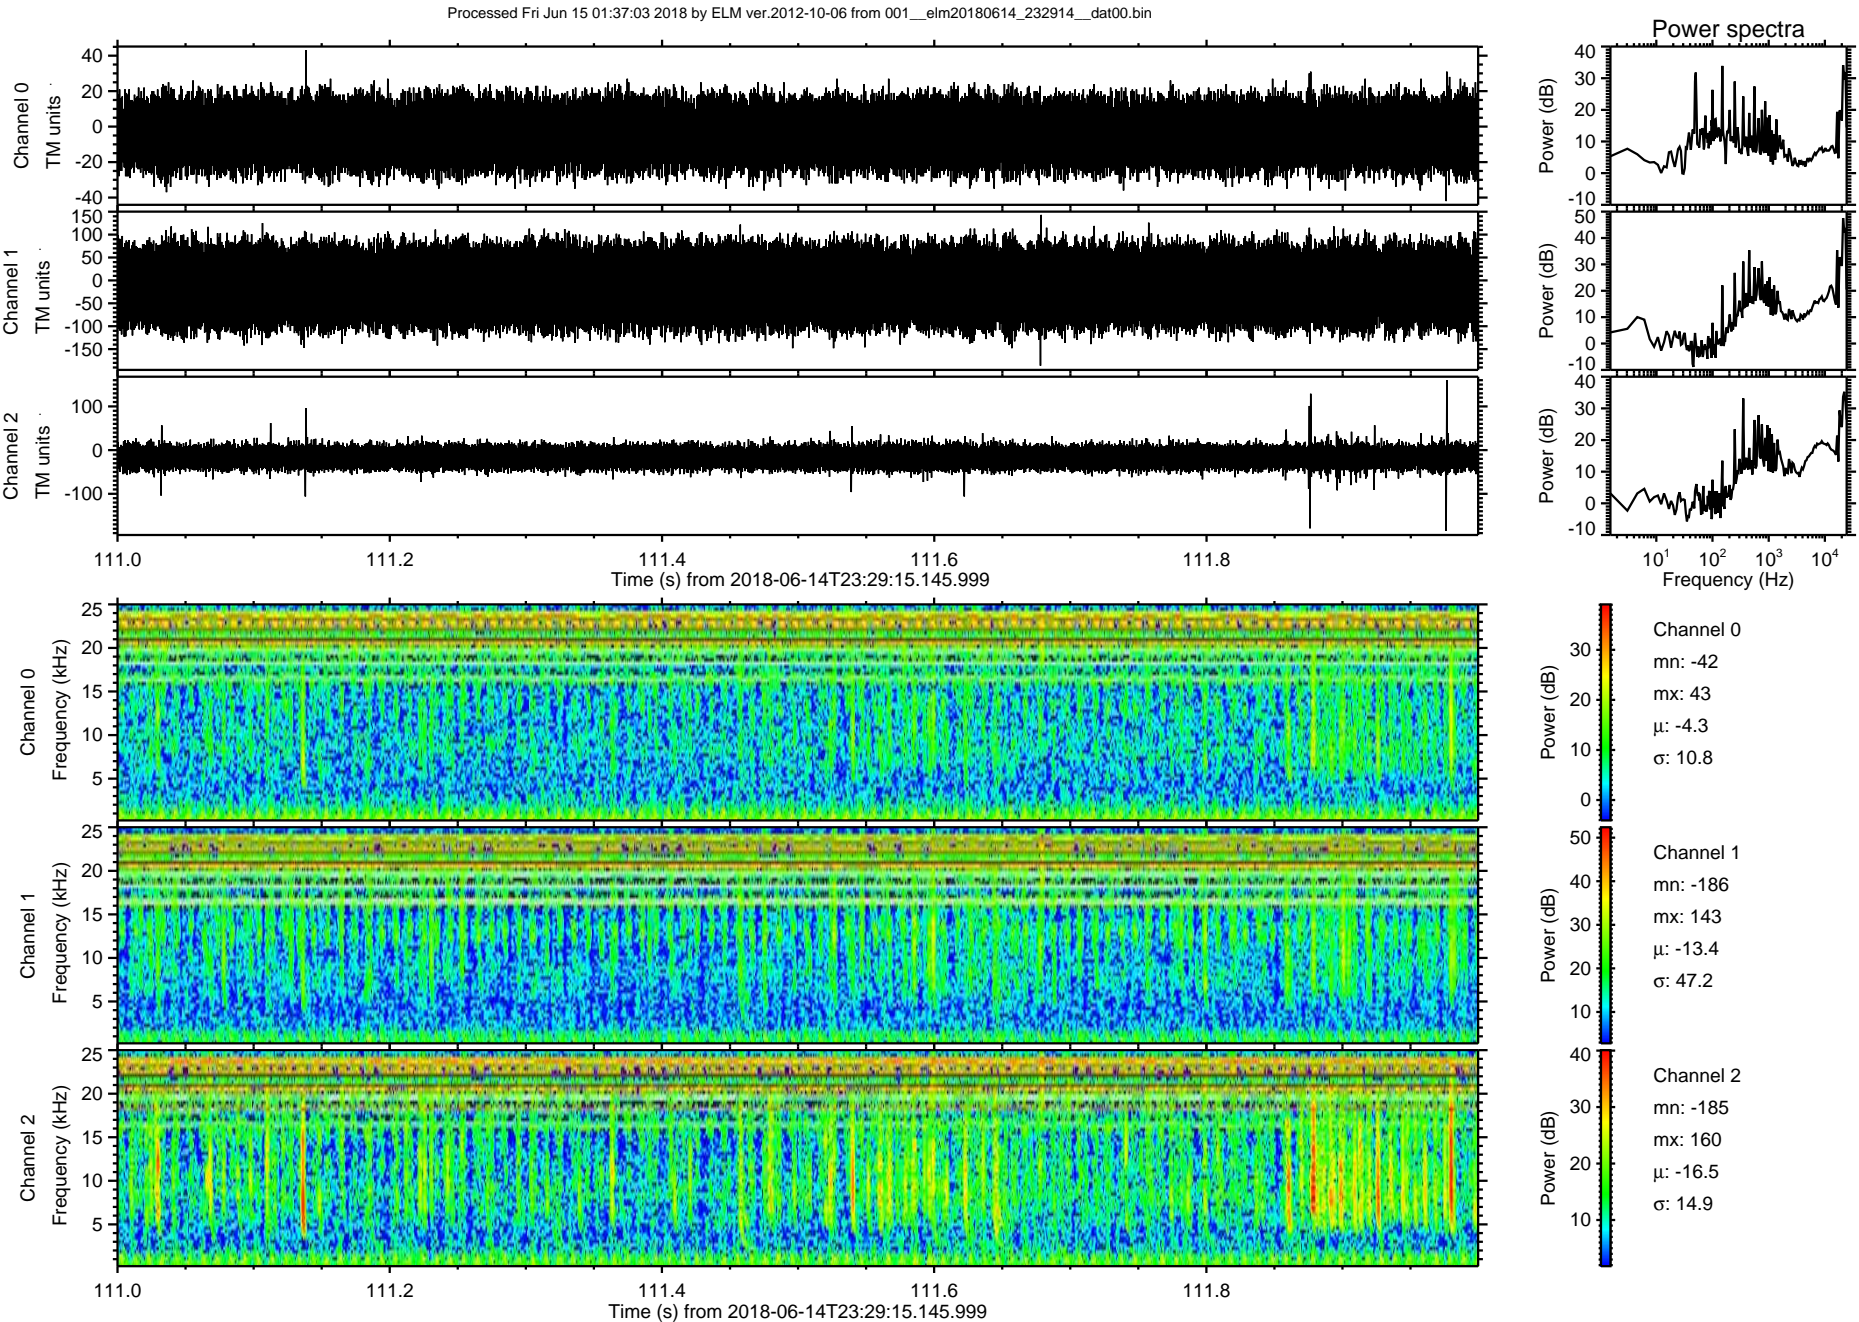 Processed Fri Jun 15 01:37:03 2018 by ELM ver.2012-10-06 from 001__elm20180614_232914__dat00.bin
Power spectra
Channel 0
TM units
40
20
0
-20
-40
Power (dB)
40
30
20
10
0
-10
Channel 1
TM units
150
100
50
0
-50
-100
-150
Power (dB)
50
40
30
20
10
0
-10
Channel 2
TM units
100
0
-100
Power (dB)
40
30
20
10
0
-10
111.0 111.2 111.4 111.6 111.8
Time (s) from 2018-06-14T23:29:15.145.999
10¹ 10² 10³ 10⁴
Frequency (Hz)
Channel 0
Frequency (kHz)
25
20
15
10
5
Power (dB)
30
20
10
0
Channel 0
mn: -42
mx: 43
μ: -4.3
σ: 10.8
Channel 1
Frequency (kHz)
25
20
15
10
5
Power (dB)
50
40
30
20
10
Channel 1
mn: -186
mx: 143
μ: -13.4
σ: 47.2
Channel 2
Frequency (kHz)
25
20
15
10
5
Power (dB)
40
30
20
10
Channel 2
mn: -185
mx: 160
μ: -16.5
σ: 14.9
111.0 111.2 111.4 111.6 111.8
Time (s) from 2018-06-14T23:29:15.145.999